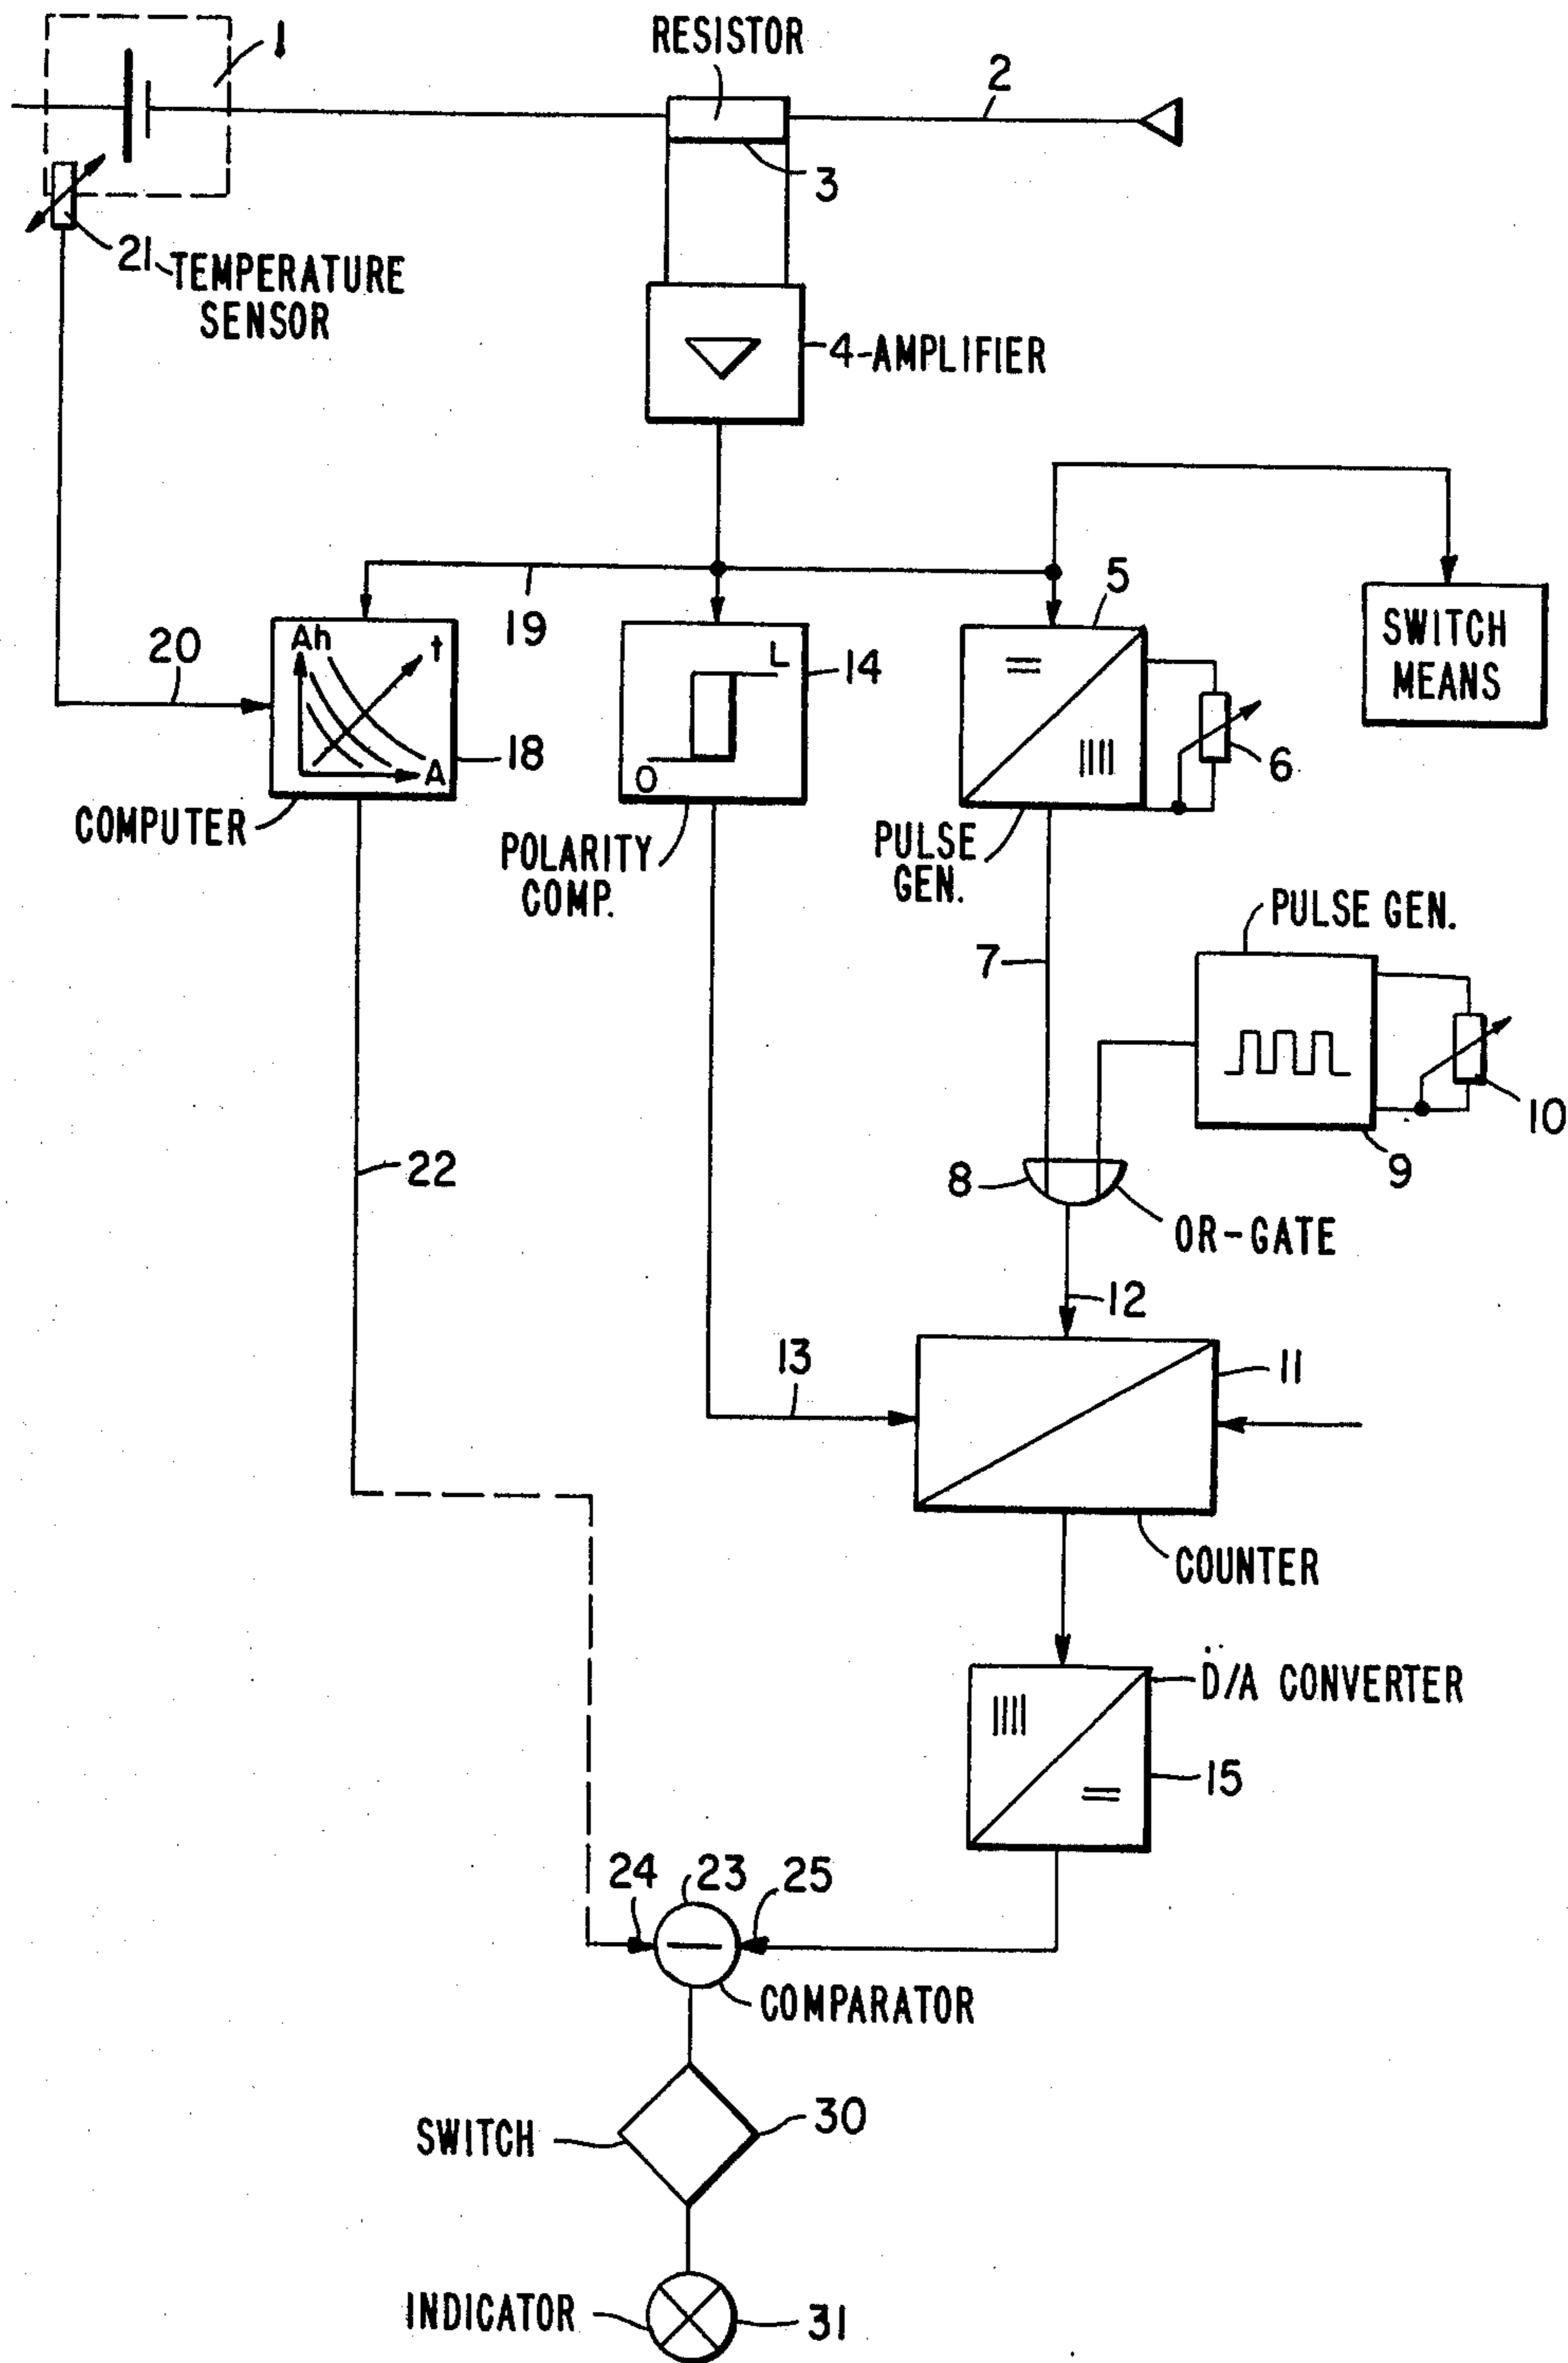 1
RESISTOR
2
3
21
TEMPERATURE
SENSOR
4-AMPLIFIER
5
19
20
Ah
t
A
18
L
O
14
6
SWITCH
MEANS
COMPUTER
POLARITY
COMP.
PULSE
GEN.
PULSE GEN.
7
10
9
22
8
OR-GATE
12
13
11
COUNTER
D/A CONVERTER
15
24
23
25
COMPARATOR
SWITCH
30
INDICATOR
31